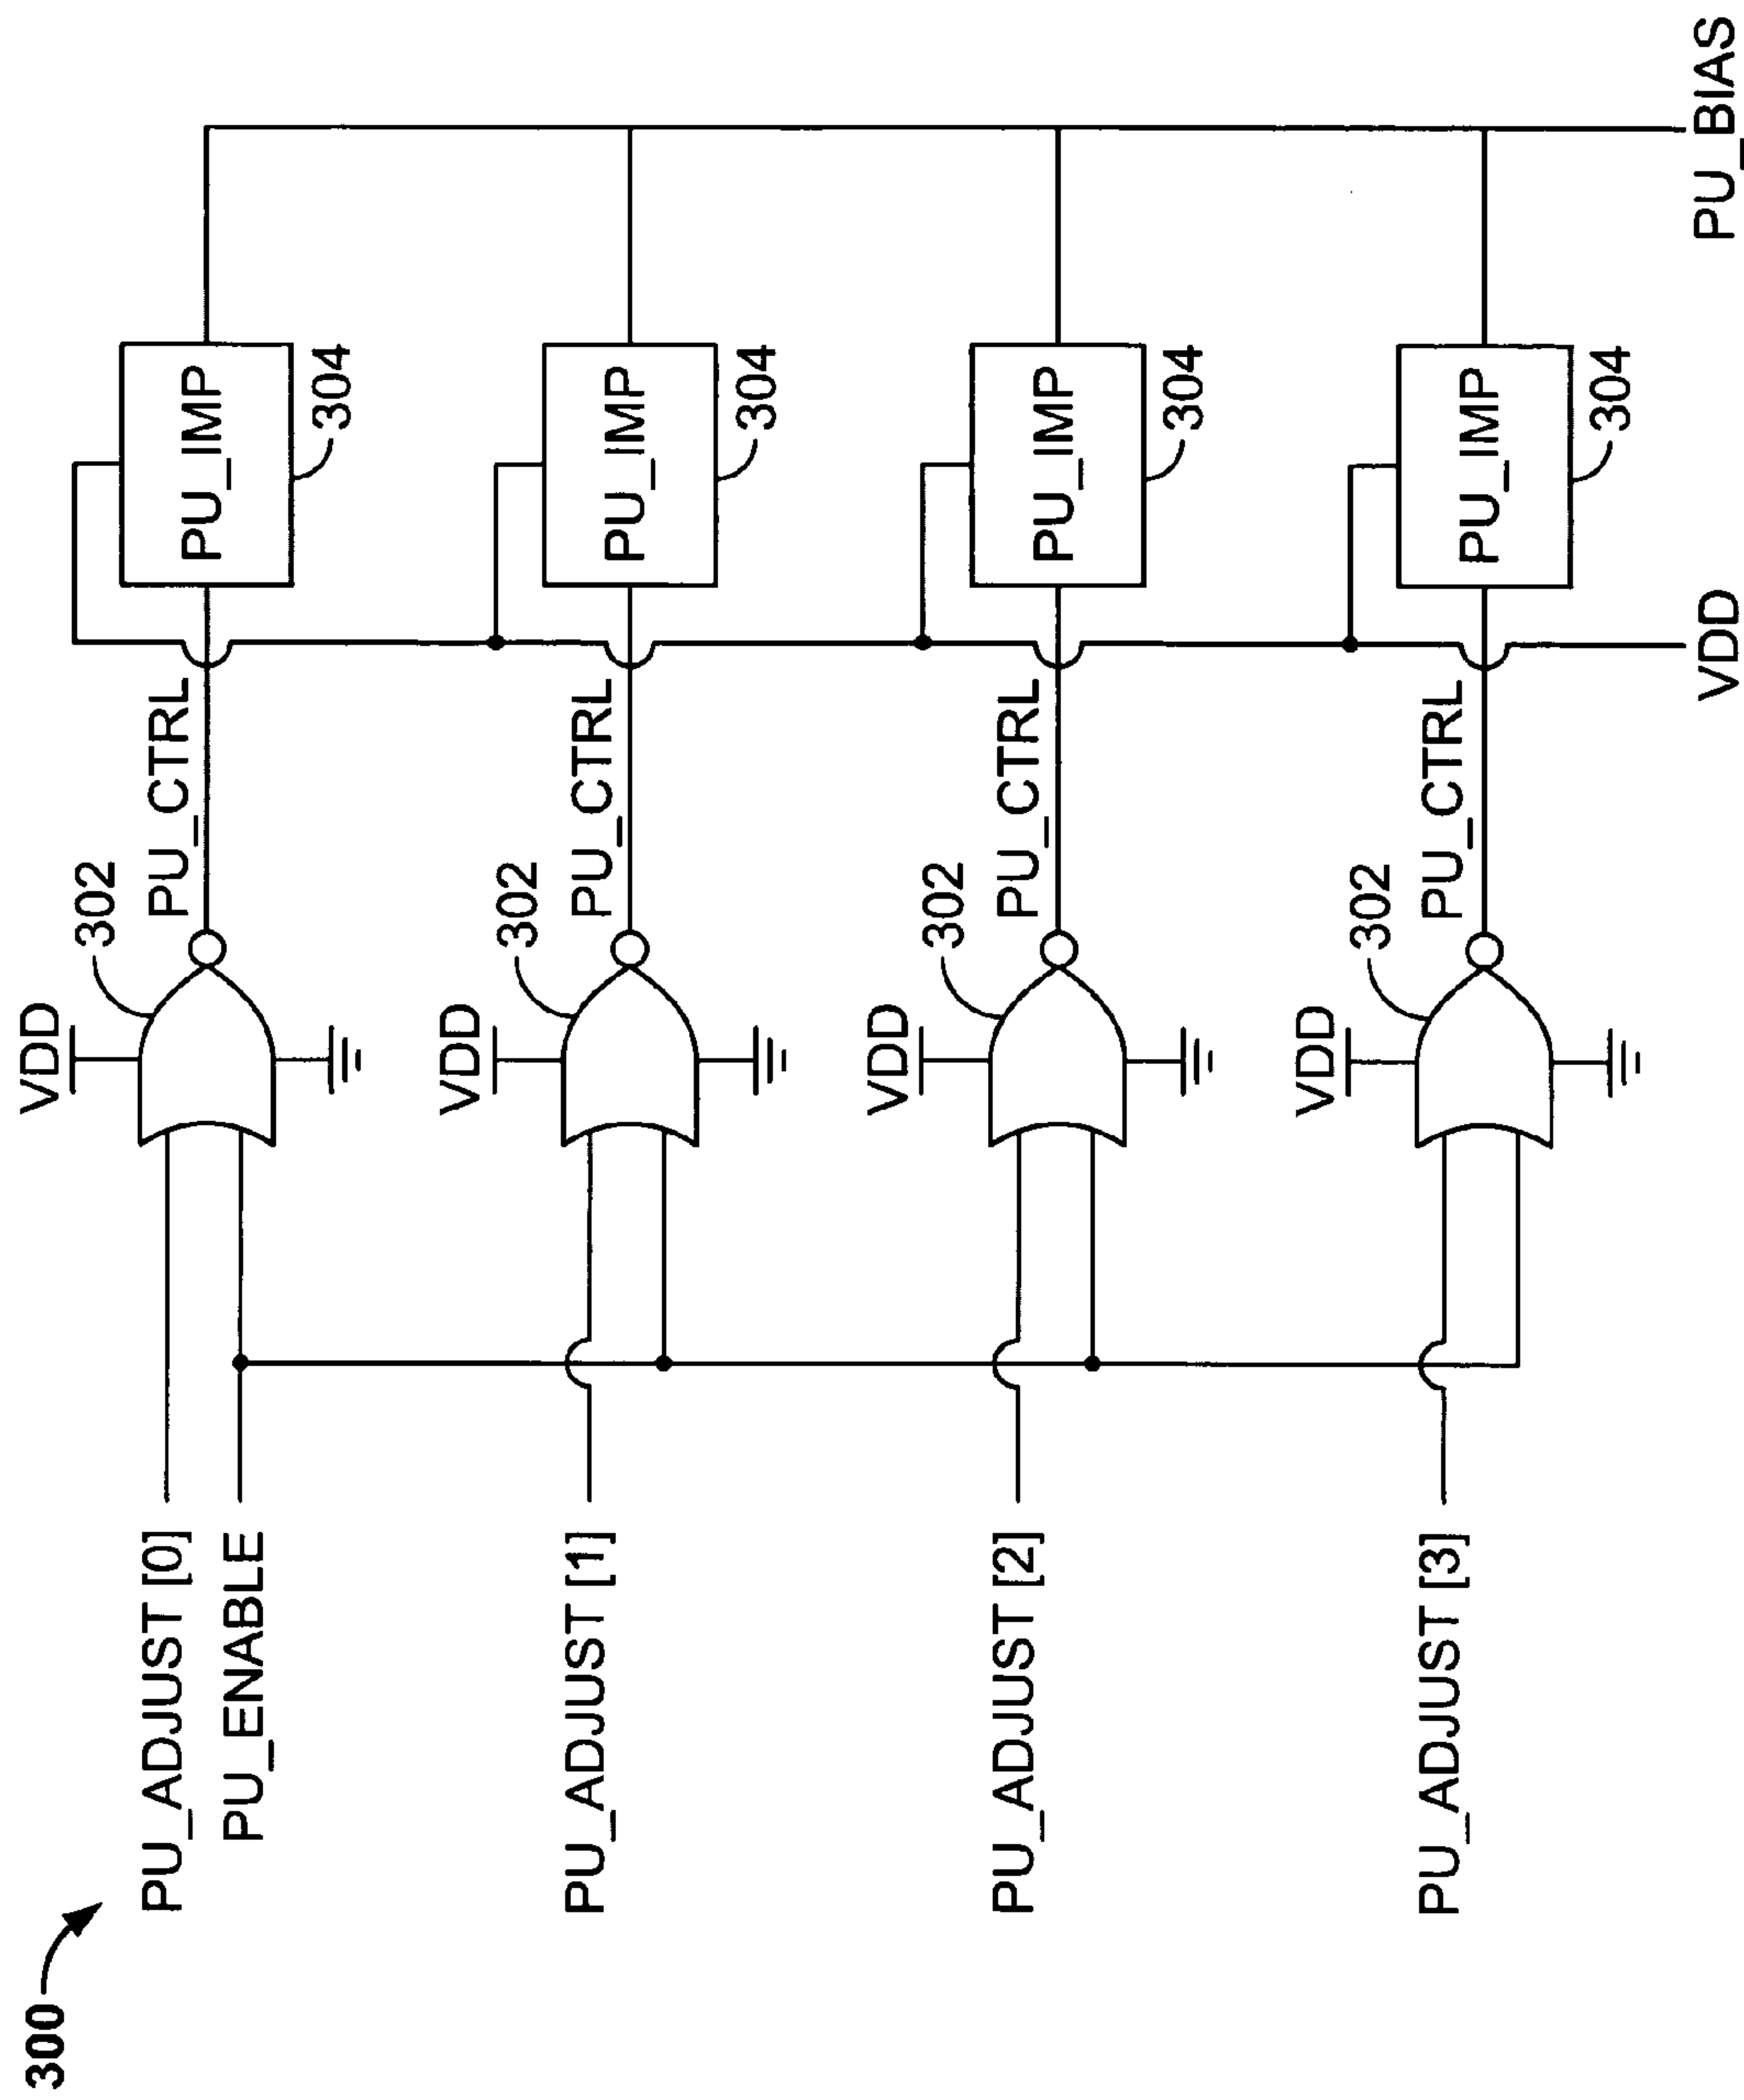 300
PU_ADJUST [0]
PU_ENABLE
VDD
302
PU_CTRL
PU_IMP
304
PU_ADJUST [1]
VDD
302
PU_CTRL
PU_IMP
304
PU_ADJUST [2]
VDD
302
PU_CTRL
PU_IMP
304
PU_ADJUST [3]
VDD
302
PU_CTRL
PU_IMP
304
VDD
PU_BIAS